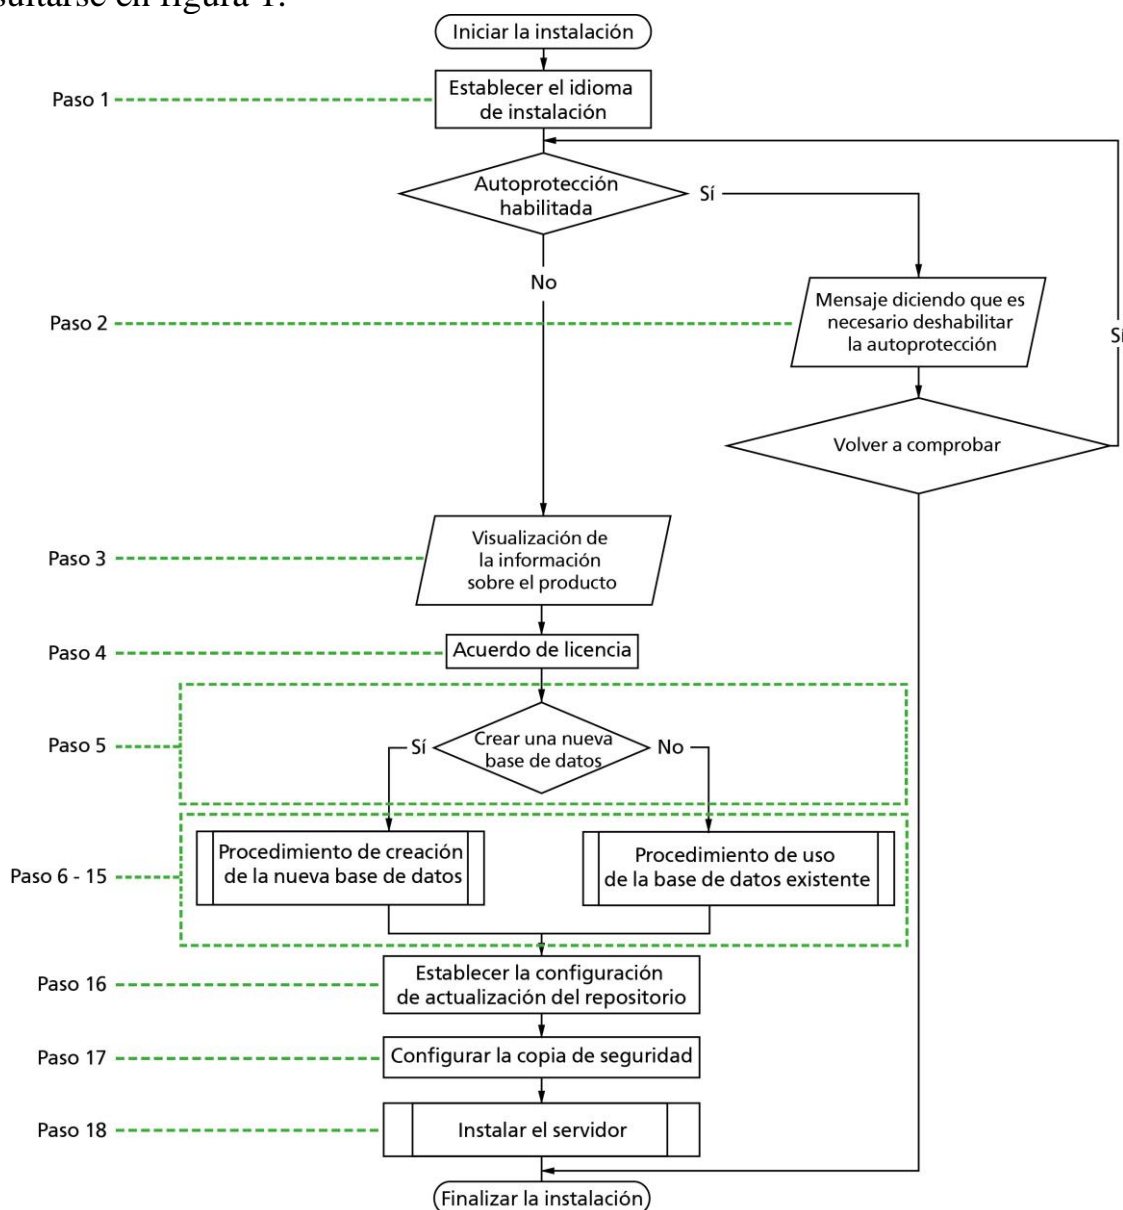 sultarse en figura 1.
Iniciar la instalación
Paso 1
Establecer el idioma
de instalación
Autoprotección
habilitada
Sí
No
Paso 2
Mensaje diciendo que es
necesario deshabilitar
la autoprotección
Sí
Volver a comprobar
Paso 3
Visualización de
la información
sobre el producto
Paso 4
Acuerdo de licencia
Paso 5
Sí
Crear una nueva
base de datos
No
Paso 6 - 15
Procedimiento de creación
de la nueva base de datos
Procedimiento de uso
de la base de datos existente
Paso 16
Establecer la configuración
de actualización del repositorio
Paso 17
Configurar la copia de seguridad
Paso 18
Instalar el servidor
Finalizar la instalación